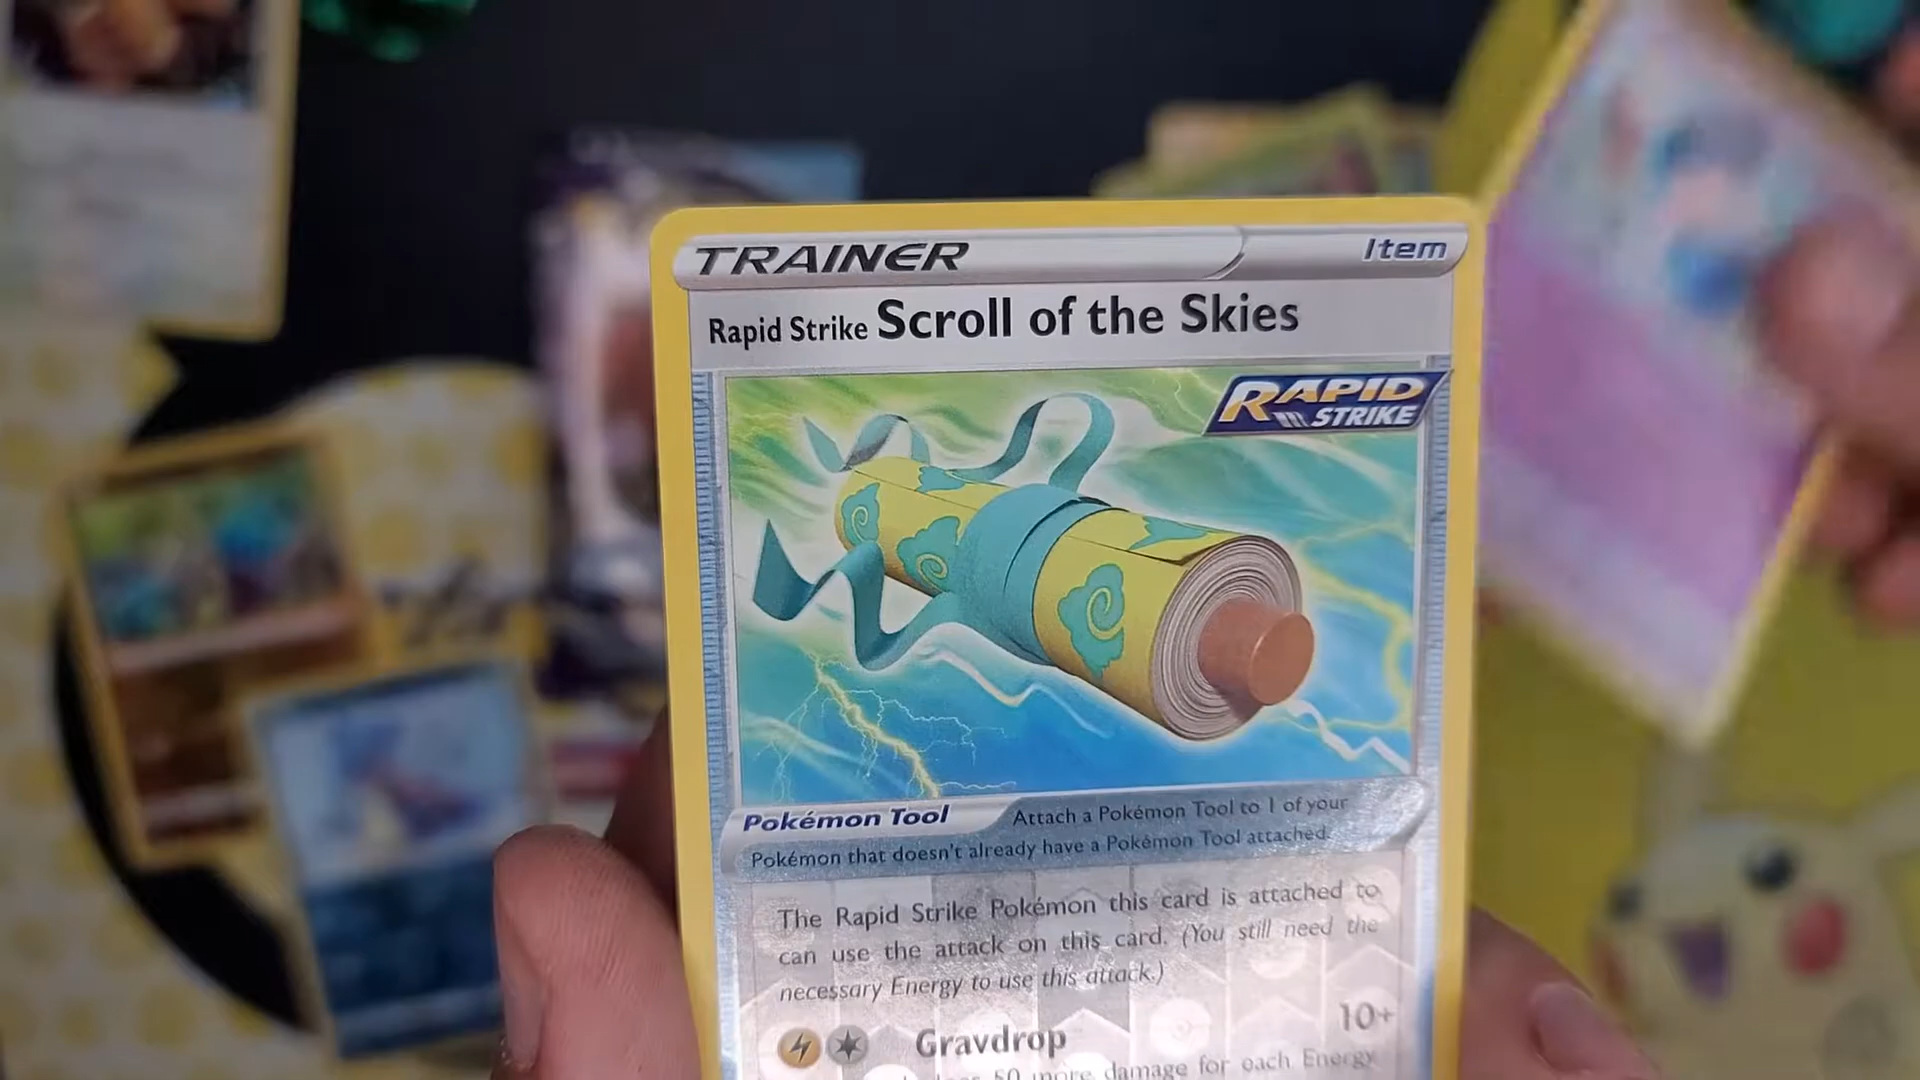 TRAINER Item
Rapid Strike Scroll of the Skies
RAPID
STRIKE
Pokémon Tool Attach a Pokémon Tool to 1 of your
Pokémon that doesn't already have a Pokémon Tool attached.
The Rapid Strike Pokémon this card is attached to
can use the attack on this card. (You still need the
necessary Energy to use this attack.)
Gravdrop 10+
50 more damage for each Energy